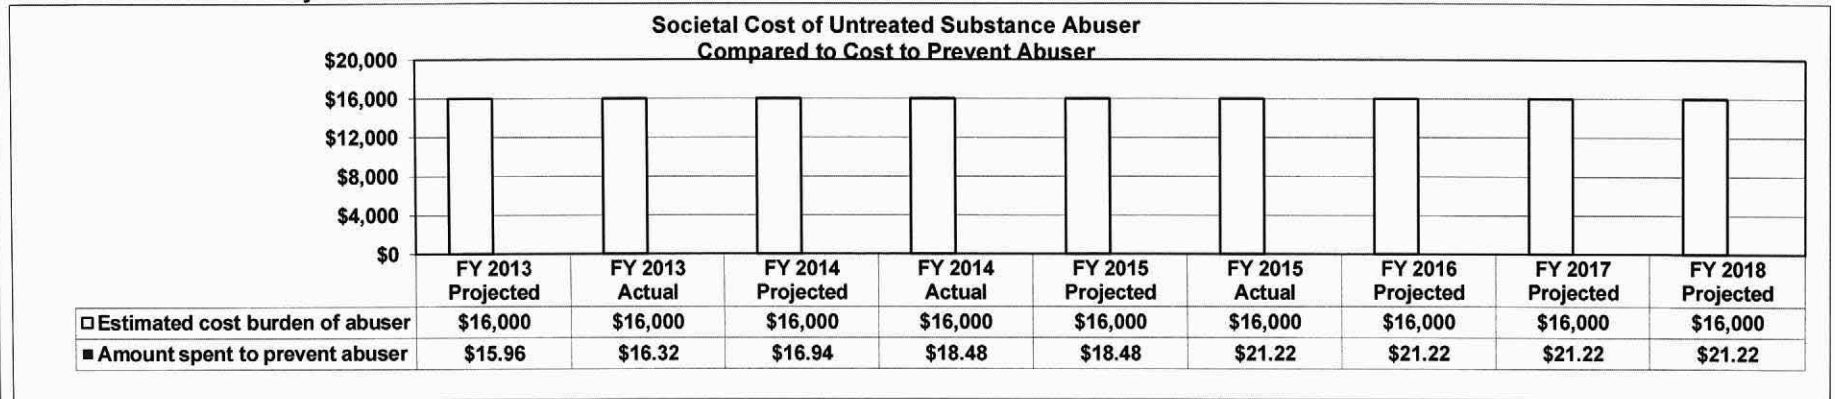 Societal Cost of Untreated Substance Abuser
Compared to Cost to Prevent Abuser
$20,000
$16,000
$12,000
$8,000
$4,000
$0
FY 2013 Projected FY 2013 Actual FY 2014 Projected FY 2014 Actual FY 2015 Projected FY 2015 Actual FY 2016 Projected FY 2017 Projected FY 2018 Projected
Estimated cost burden of abuser $16,000 $16,000 $16,000 $16,000 $16,000 $16,000 $16,000 $16,000 $16,000
Amount spent to prevent abuser $15.96 $16.32 $16.94 $18.48 $18.48 $21.22 $21.22 $21.22 $21.22